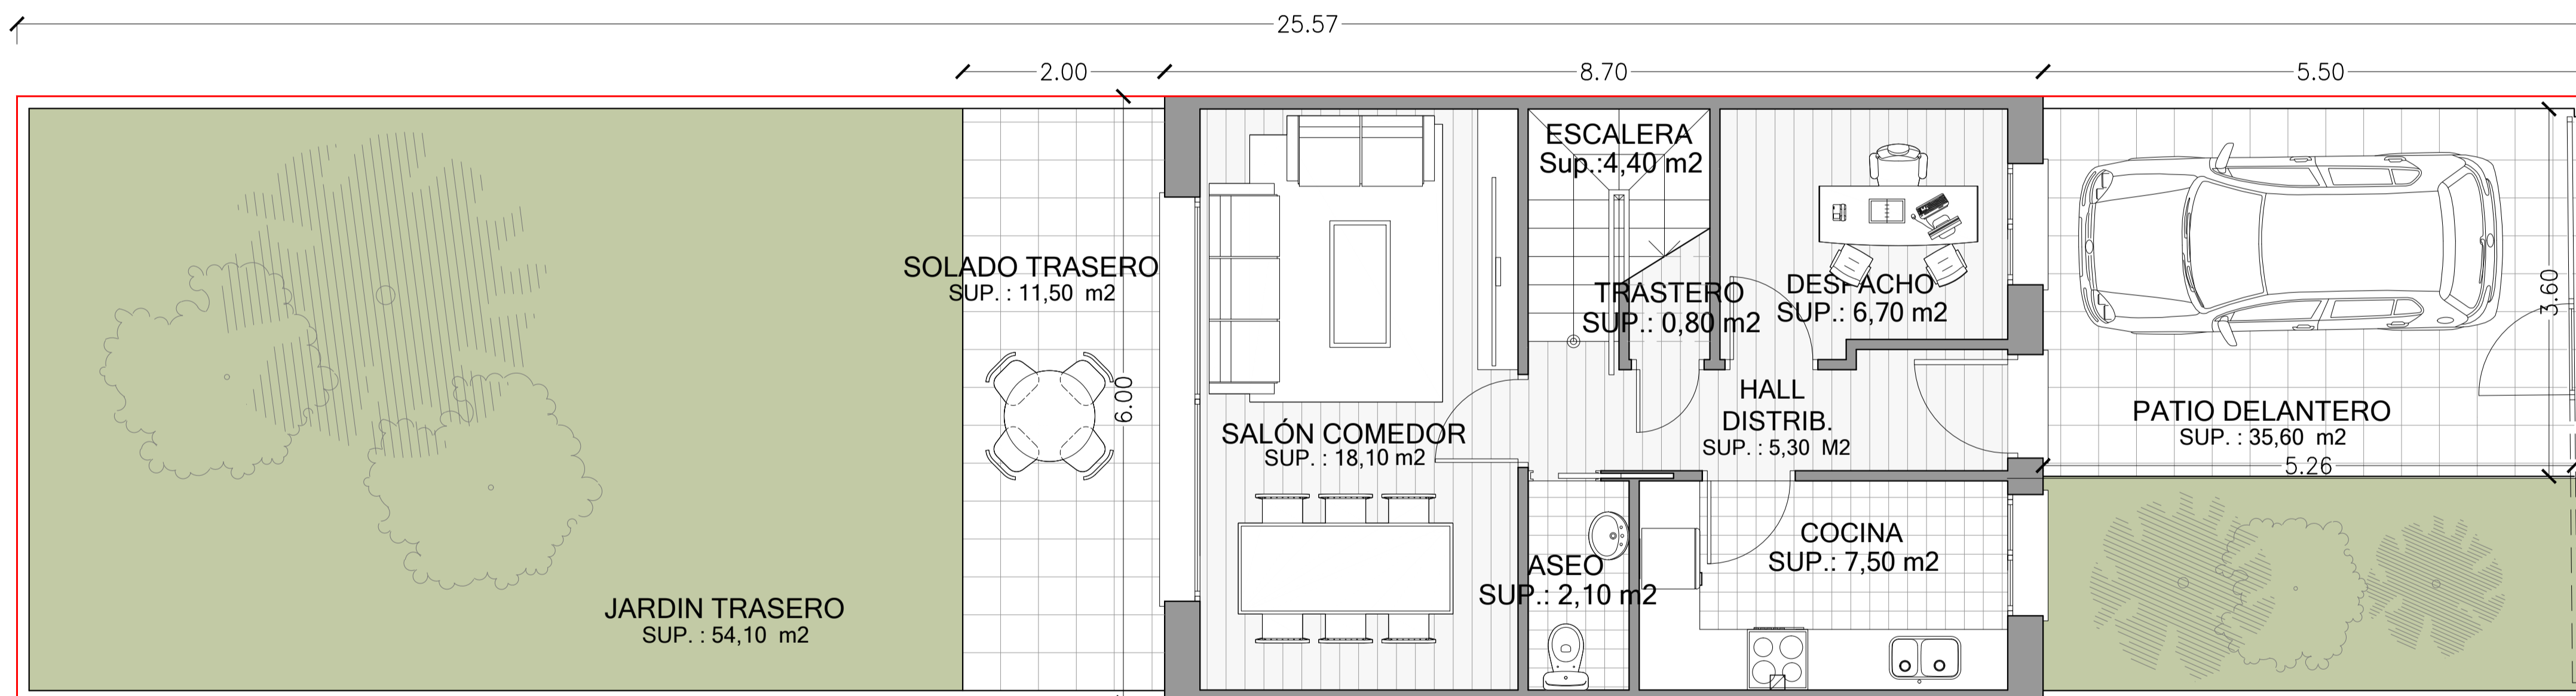 25.57
2.00
8.70
5.50
ESCALERA
Sup.:4,40 m2
SOLADO TRASERO
SUP. : 11,50 m2
TRASTERO
SUP.: 0,80 m2
DESPACHO
SUP.: 6,70 m2
3.60
6.00
HALL
DISTRIB.
SUP. : 5,30 M2
SALÓN COMEDOR
SUP. : 18,10 m2
PATIO DELANTERO
SUP. : 35,60 m2
5.26
COCINA
SUP.: 7,50 m2
ASEO
SUP.: 2,10 m2
JARDIN TRASERO
SUP. : 54,10 m2